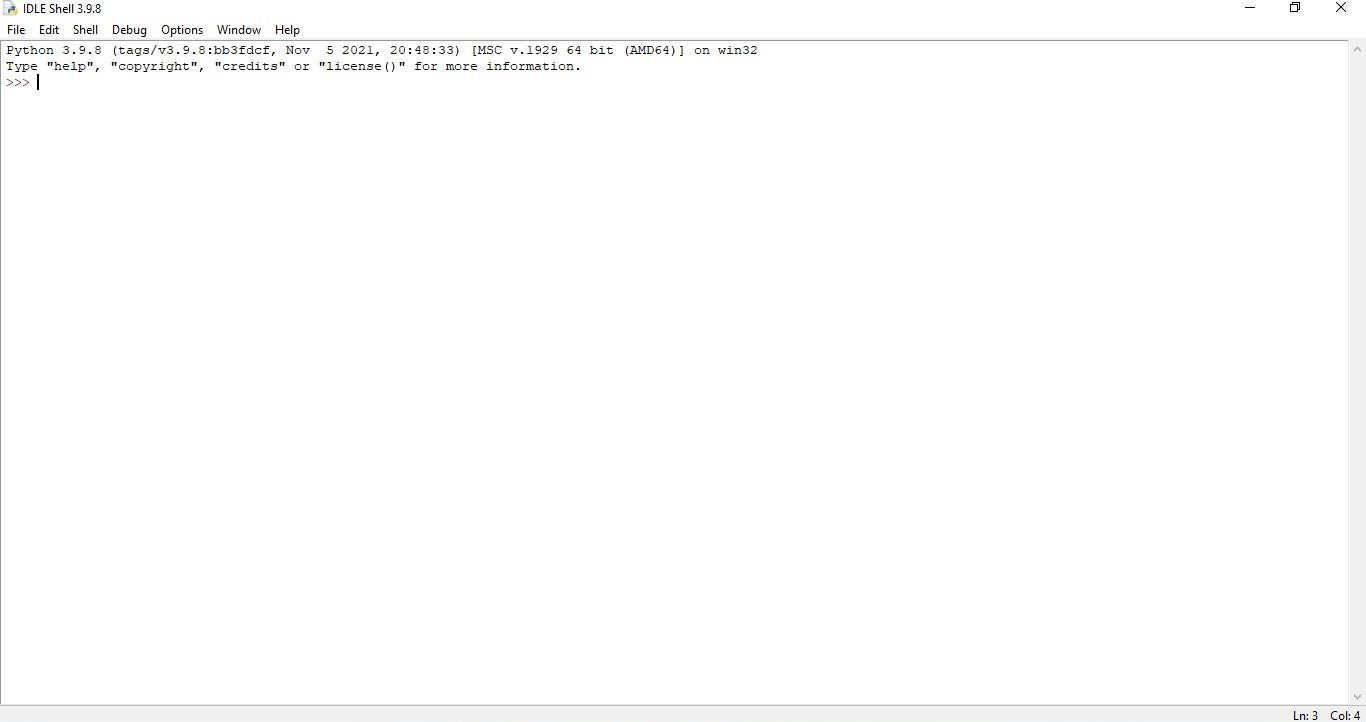 IDLE Shell 3.9.8
File Edit Shell Debug Options Window Help
Python 3.9.8 (tags/v3.9.8:bb3fdcf, Nov  5 2021, 20:48:33) [MSC v.1929 64 bit (AMD64)] on win32
Type "help", "copyright", "credits" or "license()" for more information.
>>>
Ln: 3 Col: 4